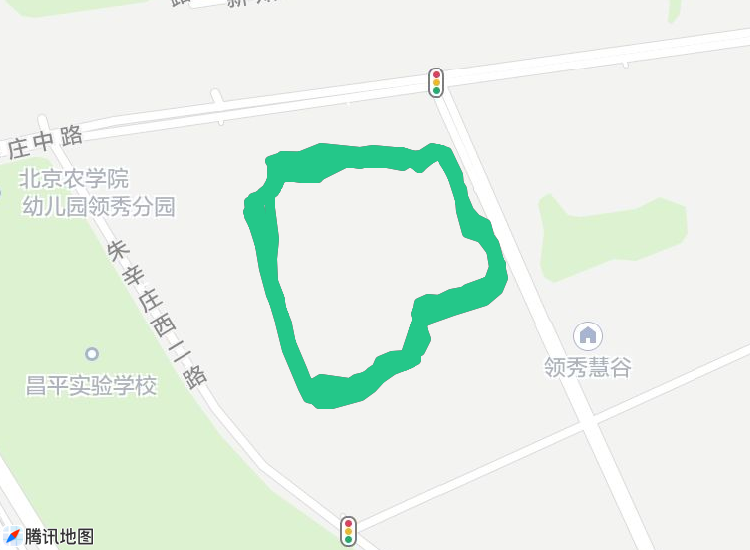 庄中路
北京农学院
幼儿园领秀分园
朱辛庄西二路
领秀慧谷
昌平实验学校
腾讯地图